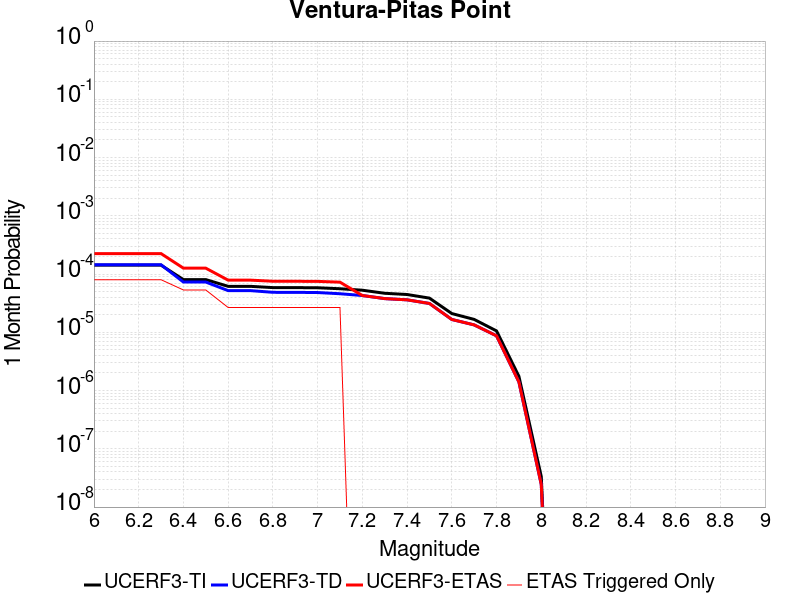 Ventura-Pitas Point
10^0
10^-1
10^-2
10^-3
10^-4
10^-5
10^-6
10^-7
10^-8
1 Month Probability
6 6.2 6.4 6.6 6.8 7 7.2 7.4 7.6 7.8 8 8.2 8.4 8.6 8.8 9
Magnitude
UCERF3-TI UCERF3-TD UCERF3-ETAS ETAS Triggered Only